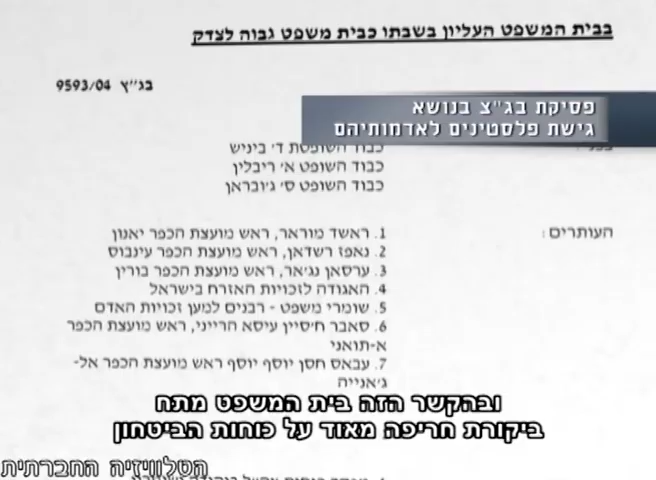 בבית המשפט העליון בשבתו כבית משפט גבוה לצדק
בג"ץ 9593/04
פסיקת בג"צ בנושא
גישת פלסטינים לאדמותיהם
כבוד השופטת ד' ביניש
כבוד השופט א' ריבלין
כבוד השופט ס' ג'ובראן
העותרים:
1. ראשד מוראר, ראש מועצת הכפר יאנון
2. נאפז רשדאן, ראש מועצת הכפר עינבוס
3. ערסאן נג'אר, ראש מועצת הכפר בורין
4. האגודה לזכויות האזרח בישראל
5. שומרי משפט - רבנים למען זכויות האדם
6. סאבר ח'סיין עיסא הרייני, ראש מועצת הכפר
א-תואני
7. עבאס חסן יוסף יוסף ראש מועצת הכפר אל-
ג'אנייה
ובהקשר הזה בית המשפט מתח
ביקורת חריפה מאוד על כוחות הביטחון
הטלוויזיה החברתית